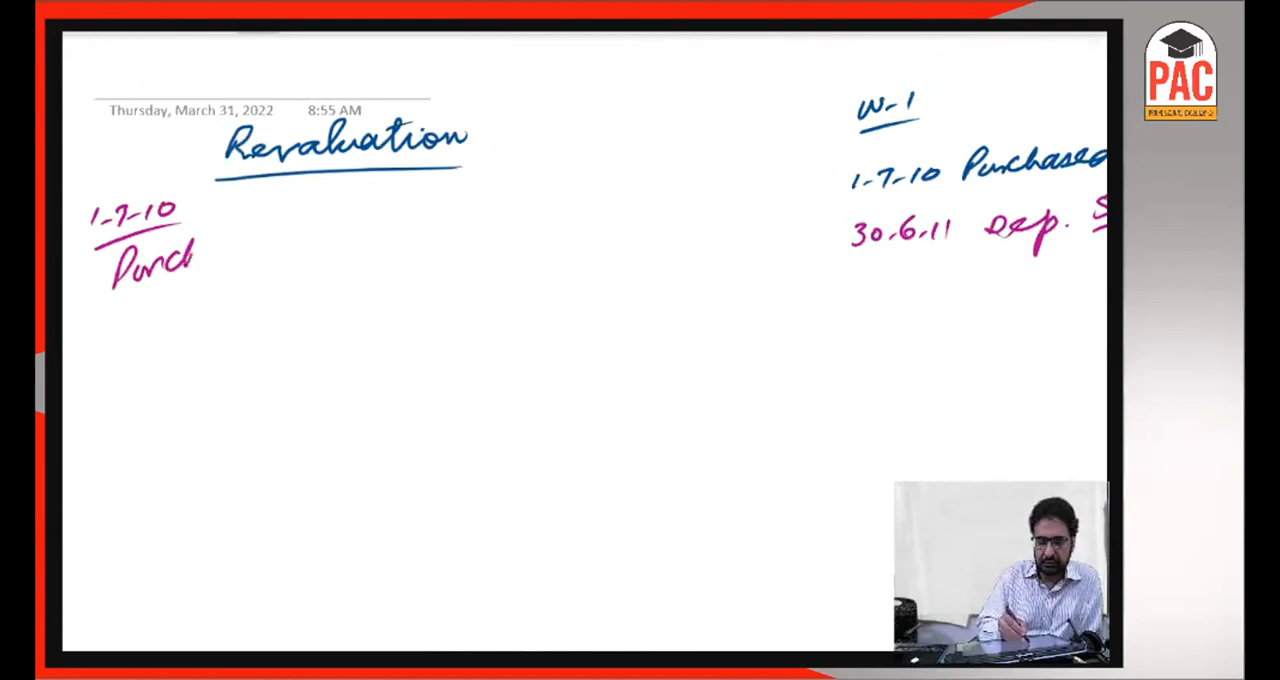 Thursday, March 31, 2022 8:55 AM
Revaluation
1-7-10
Purch
W-1
1-7-10 Purchased
30.6.11 Dep.
PAC